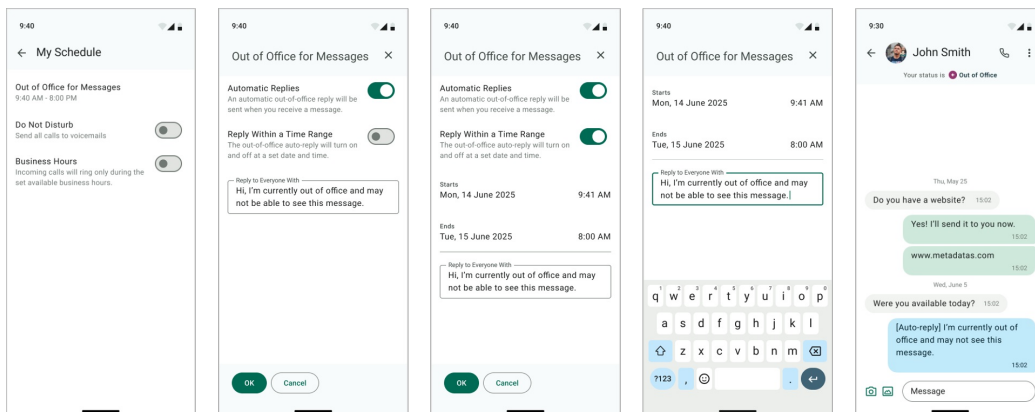 9:40
My Schedule
Out of Office for Messages
9:40 AM - 8:00 PM
Do Not Disturb
Send all calls to voicemails
Business Hours
Incoming calls will ring only during the
set available business hours.
9:40
Out of Office for Messages
Automatic Replies
An automatic out-of-office reply will be
sent when you receive a message.
Reply Within a Time Range
The out-of-office auto-reply will turn on
and off at a set date and time.
Reply to Everyone With
Hi, I'm currently out of office and may
not be able to see this message.
OK
Cancel
9:40
Out of Office for Messages
Automatic Replies
An automatic out-of-office reply will be
sent when you receive a message.
Reply Within a Time Range
The out-of-office auto-reply will turn on
and off at a set date and time.
Starts
Mon, 14 June 2025 9:41 AM
Ends
Tue, 15 June 2025 8:00 AM
Reply to Everyone With
Hi, I'm currently out of office and may
not be able to see this message.
OK
Cancel
9:40
Out of Office for Messages
Starts
Mon, 14 June 2025 9:41 AM
Ends
Tue, 15 June 2025 8:00 AM
Reply to Everyone With
Hi, I'm currently out of office and may
not be able to see this message.
1 2 3 4 5 6 7 8 9 0
q w e r t y u i o p
a s d f g h j k l
z x c v b n m
?123 , .
9:30
John Smith
Your status is Out of Office
Thu, May 25
Do you have a website? 15:02
Yes! I'll send it to you now.
15:02
www.metadatas.com
15:02
Wed, June 5
Were you available today? 15:02
[Auto-reply] I'm currently out of
office and may not see this
message.
15:02
Message